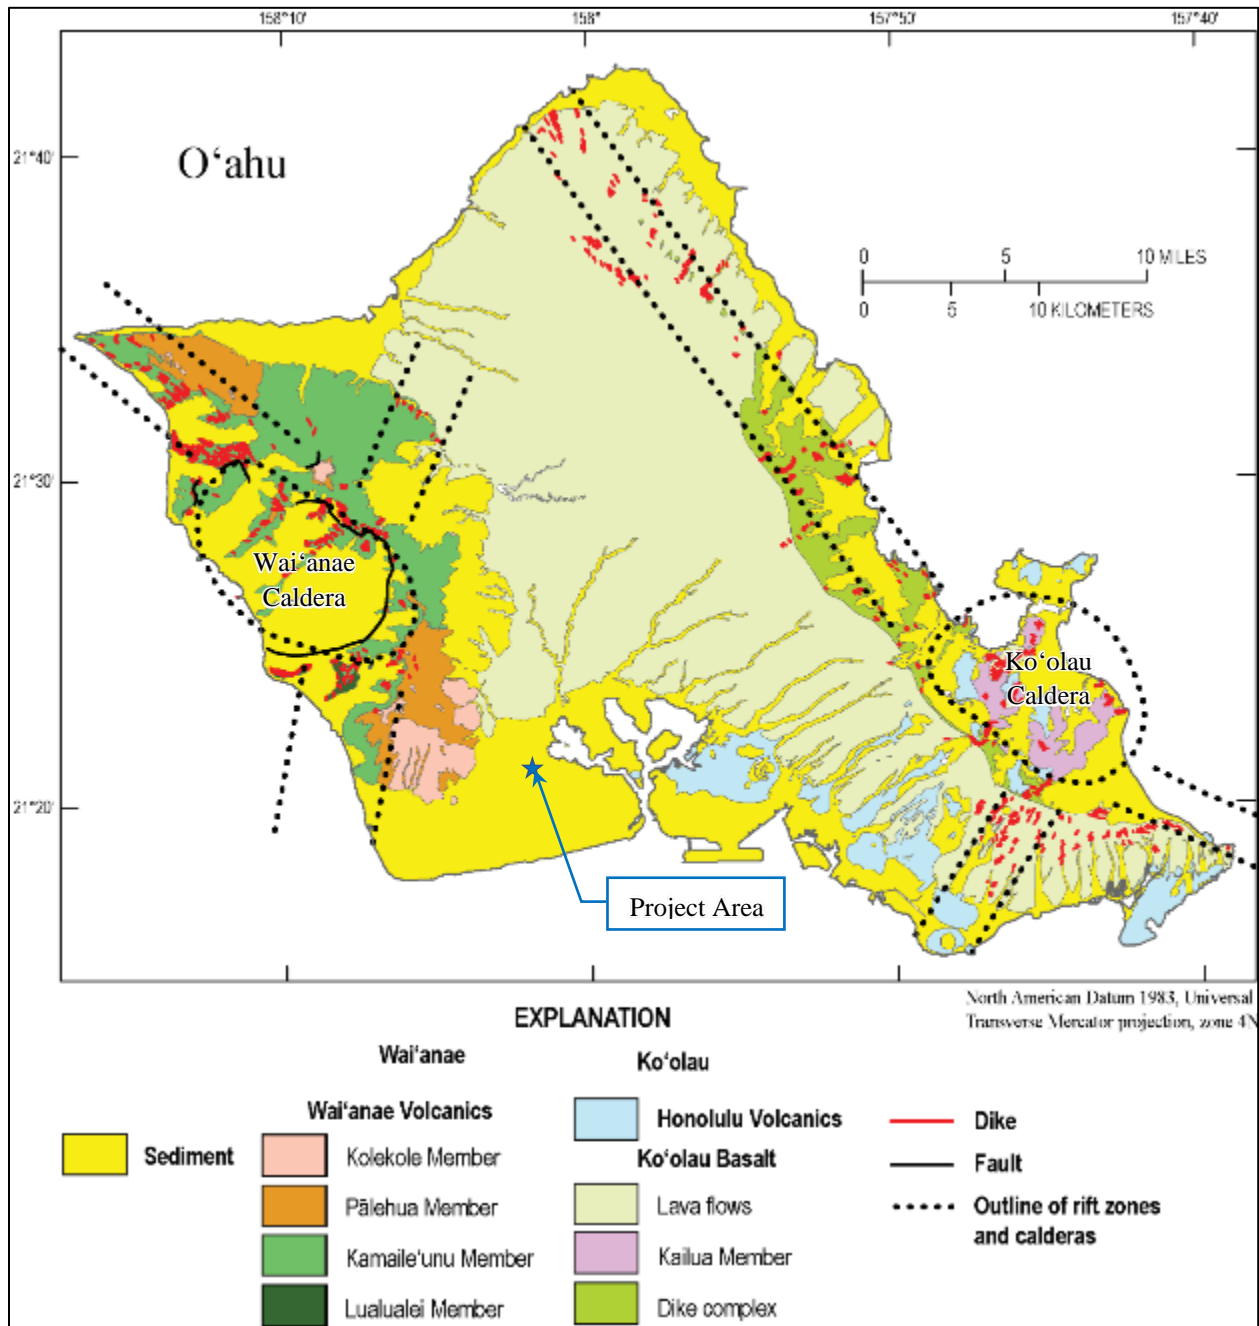 158°10'
158°
157°50'
157°40'
O‘ahu
21°40'
0 5 10 MILES
0 5 10 KILOMETERS
21°30'
Wai‘anae
Caldera
Ko‘olau
Caldera
21°20'
Project Area
North American Datum 1983, Universal
Transverse Mercator projection, zone 4N
EXPLANATION
Wai‘anae
Ko‘olau
Wai‘anae Volcanics
Honolulu Volcanics
Dike
Sediment
Kolekole Member
Ko‘olau Basalt
Fault
Pālehua Member
Lava flows
Outline of rift zones
and calderas
Kamaile‘unu Member
Kailua Member
Lualualei Member
Dike complex